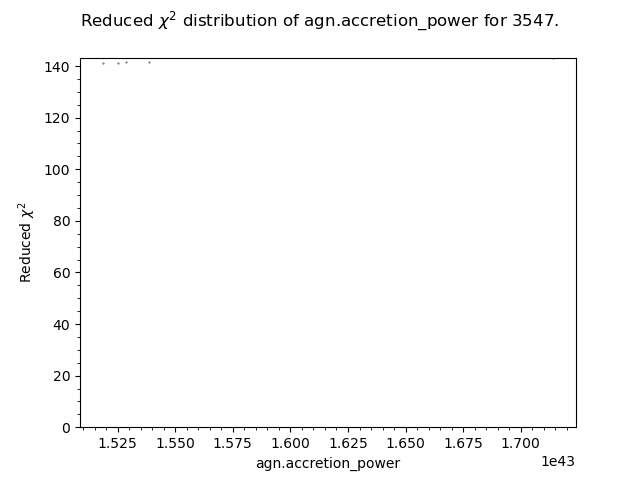 Reduced χ² distribution of agn.accretion_power for 3547.
140
120
100
80
60
40
20
0
Reduced χ²
1.525 1.550 1.575 1.600 1.625 1.650 1.675 1.700
1e43
agn.accretion_power